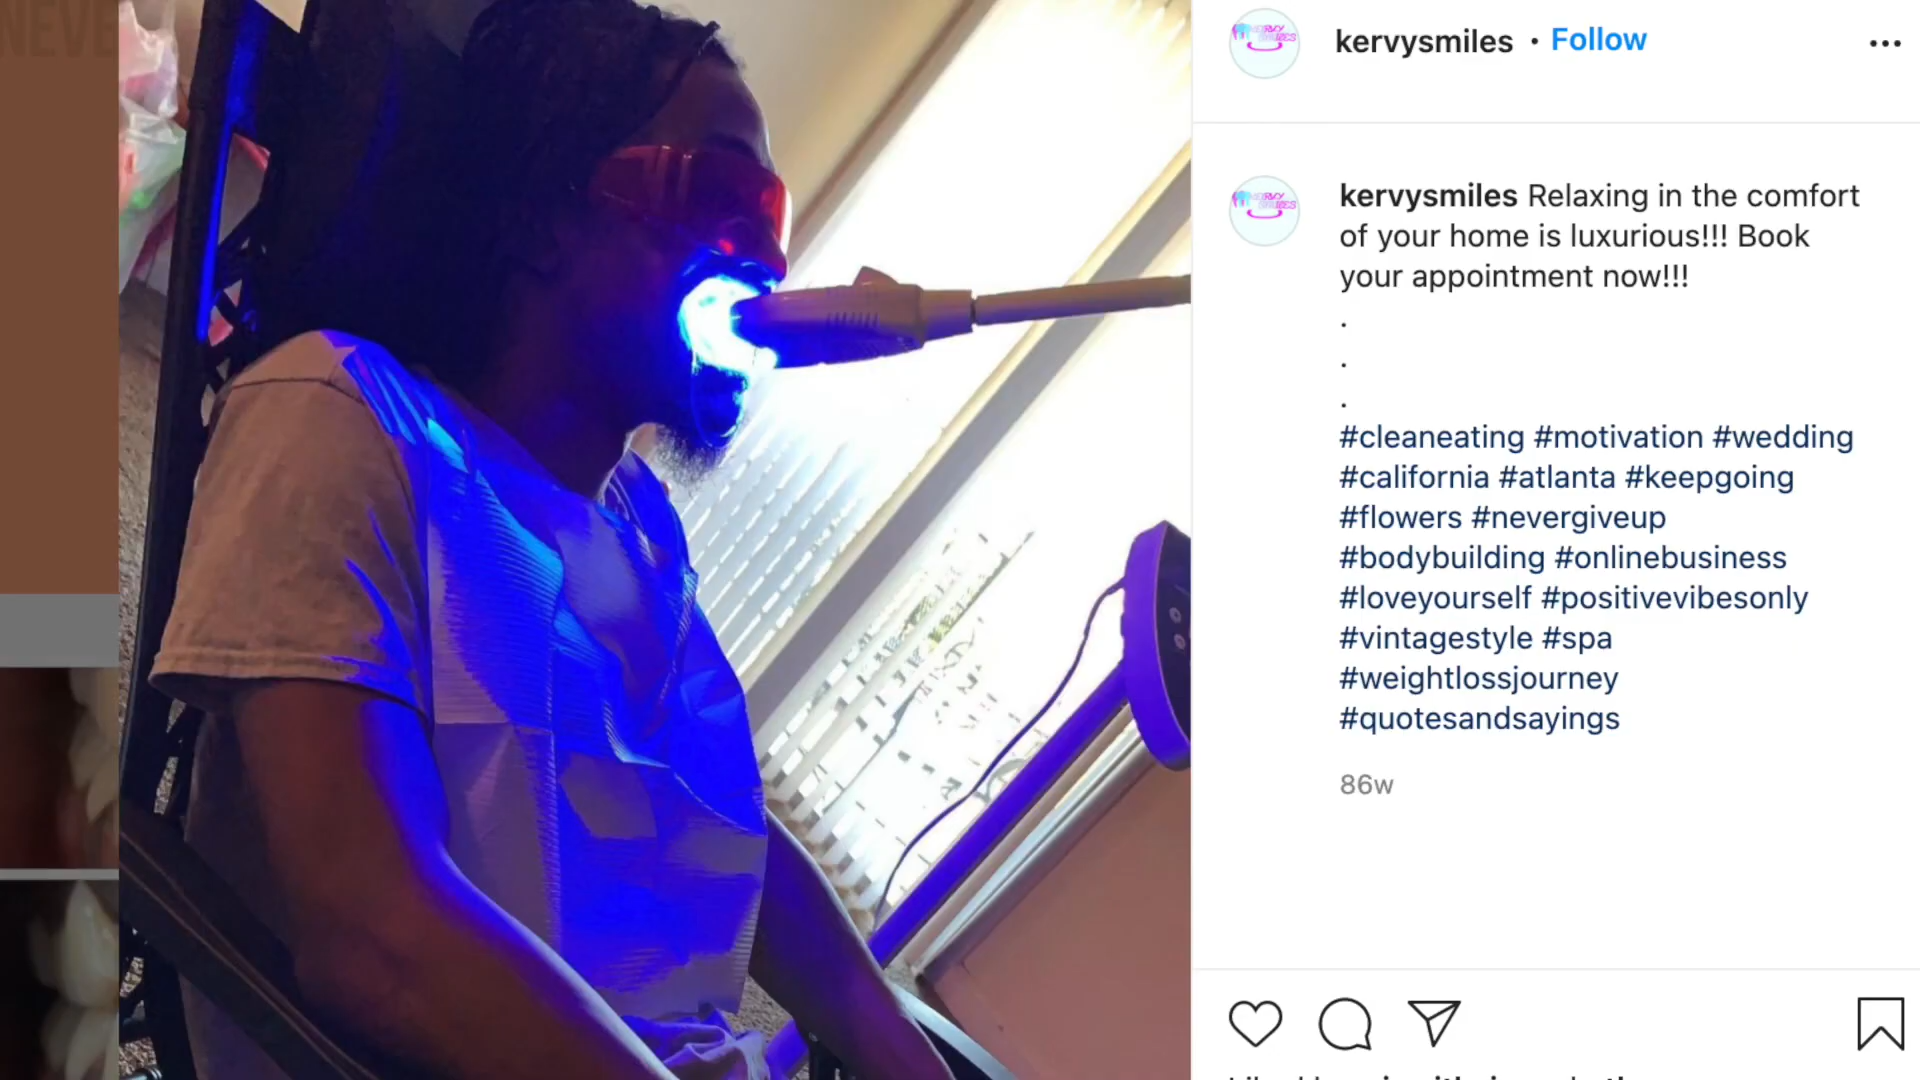 NEVE
kervysmiles • Follow
kervysmiles Relaxing in the comfort
of your home is luxurious!!! Book
your appointment now!!!
.
.
.
#cleaneating #motivation #wedding
#california #atlanta #keepgoing
#flowers #nevergiveup
#bodybuilding #onlinebusiness
#loveyourself #positivevibesonly
#vintagestyle #spa
#weightlossjourney
#quotesandsayings
86w